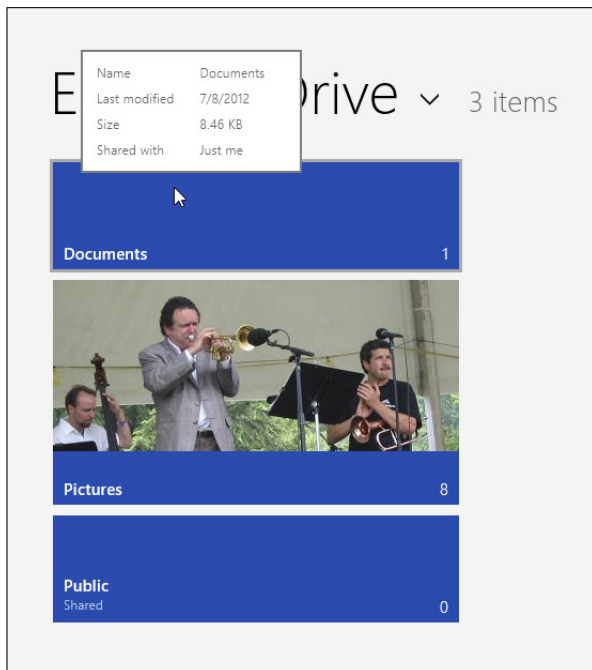 Name Documents
Last modified 7/8/2012
Size 8.46 KB
Shared with Just me
3 items
Documents 1
Pictures 8
Public
Shared 0